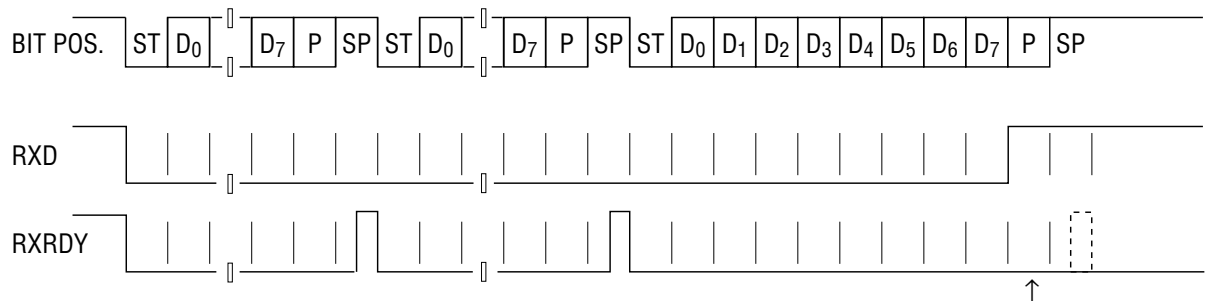 BIT POS. ST D₀ D₇ P SP ST D₀ D₇ P SP ST D₀ D₁ D₂ D₃ D₄ D₅ D₆ D₇ P SP
RXD
RXRDY